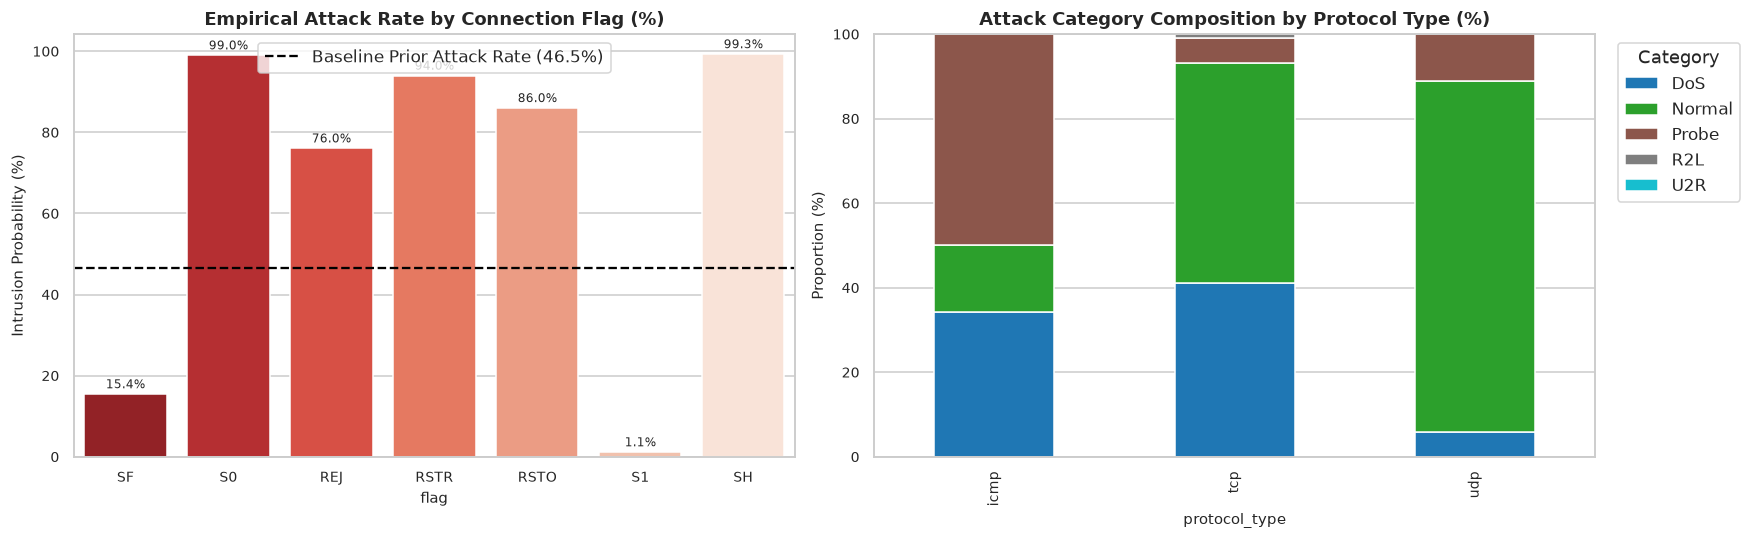 Empirical Attack Rate by Connection Flag (%)
Baseline Prior Attack Rate (46.5%)
Intrusion Probability (%)
100
80
60
40
20
0
15.4%
99.0%
76.0%
94.0%
86.0%
1.1%
99.3%
SF
S0
REJ
RSTR
RSTO
S1
SH
flag
Attack Category Composition by Protocol Type (%)
Proportion (%)
100
80
60
40
20
0
icmp
tcp
udp
protocol_type
Category
DoS
Normal
Probe
R2L
U2R